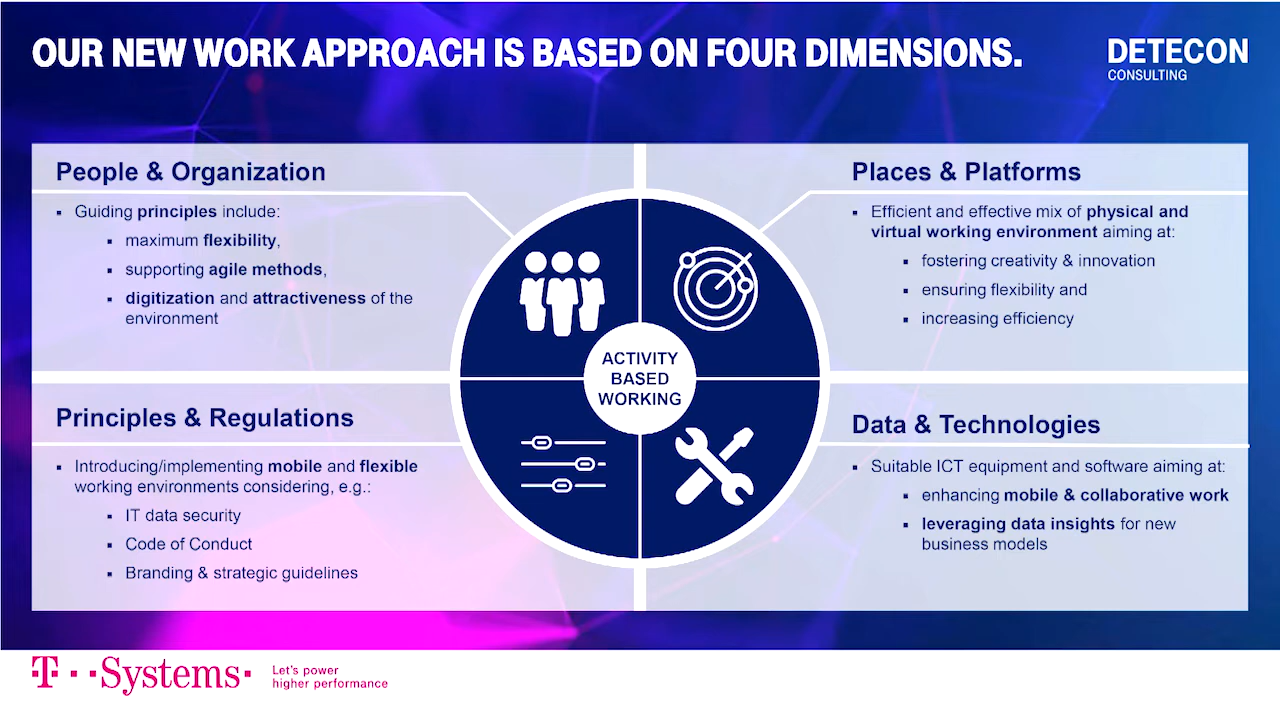 OUR NEW WORK APPROACH IS BASED ON FOUR DIMENSIONS.
DETECON
CONSULTING
People & Organization
▪ Guiding principles include:
▪ maximum flexibility,
▪ supporting agile methods,
▪ digitization and attractiveness of the
environment
Places & Platforms
▪ Efficient and effective mix of physical and
virtual working environment aiming at:
▪ fostering creativity & innovation
▪ ensuring flexibility and
▪ increasing efficiency
ACTIVITY
BASED
WORKING
Principles & Regulations
▪ Introducing/implementing mobile and flexible
working environments considering, e.g.:
▪ IT data security
▪ Code of Conduct
▪ Branding & strategic guidelines
Data & Technologies
▪ Suitable ICT equipment and software aiming at:
▪ enhancing mobile & collaborative work
▪ leveraging data insights for new
business models
T··Systems·
Let's power
higher performance